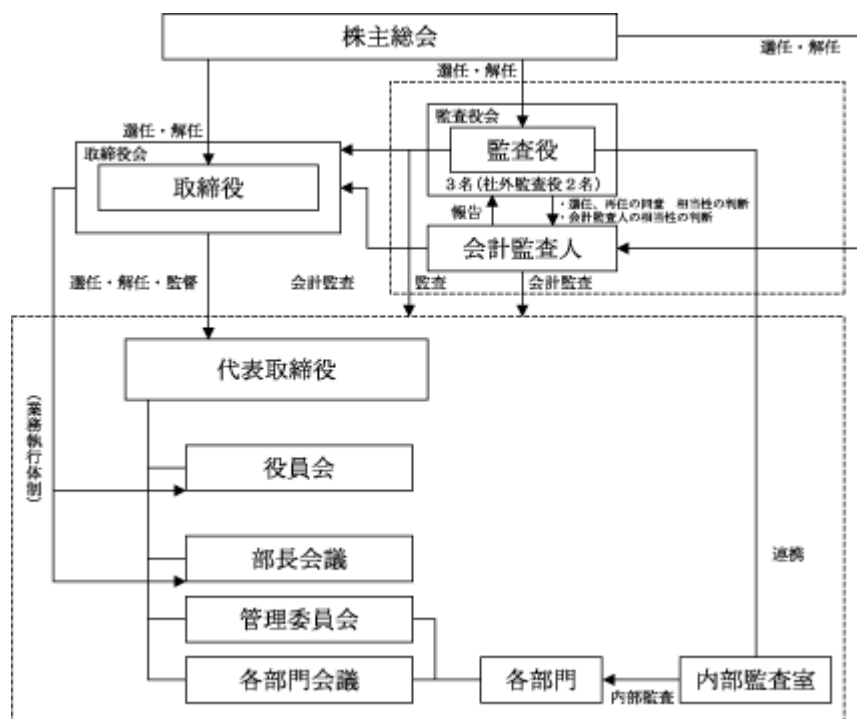 株主総会
選任・解任
選任・解任
選任・解任
監査役会
監査役
3名(社外監査役2名)
取締役会
取締役
報告
・選任、再任の同意 相当性の判断
・会計監査人の相当性の判断
会計監査人
選任・解任・監督
会計監査
監査
会計監査
代表取締役
(業務執行体制)
役員会
部長会議
連携
管理委員会
各部門会議
各部門
内部監査
内部監査室